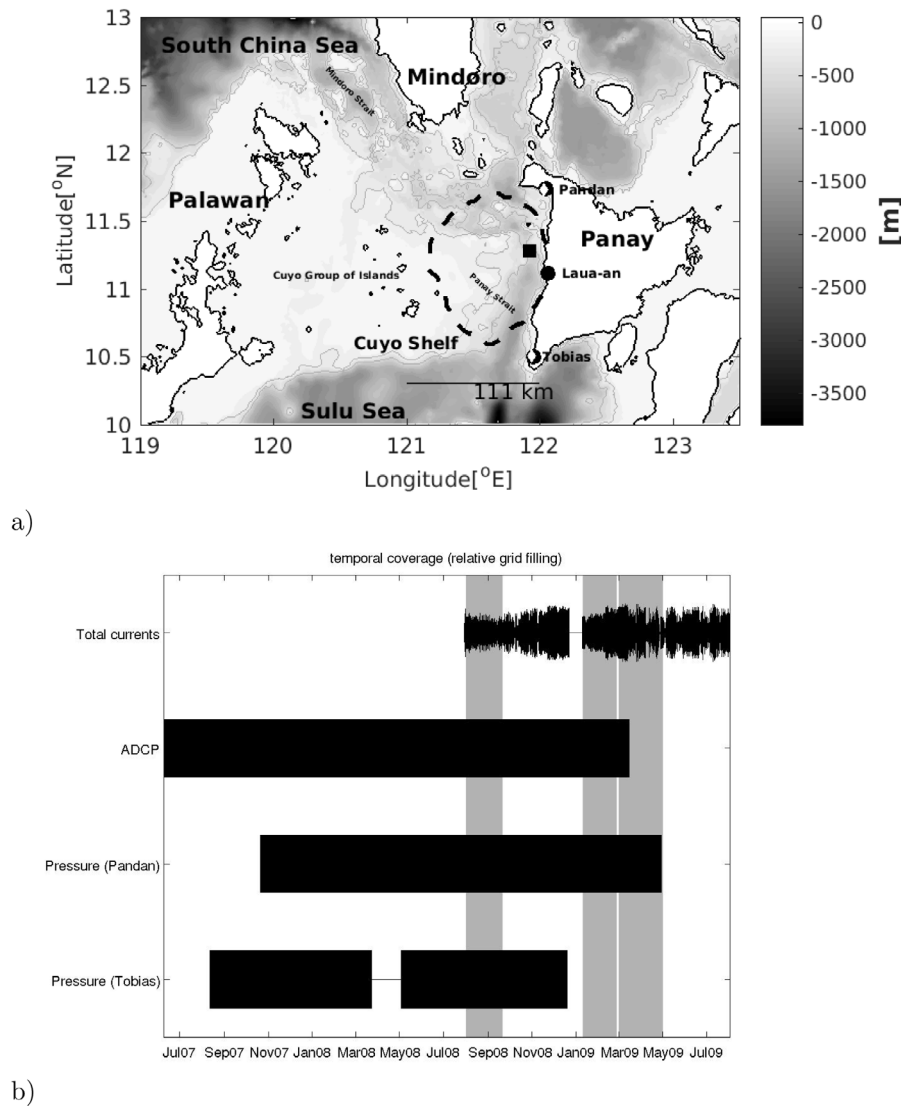 13
12.5
12
11.5
11
10.5
10
Latitude[oN]
119
120
121
122
123
Longitude[oE]
South China Sea
Mindoro
Mindoro Strait
Palawan
Pandan
Panay
Cuyo Group of Islands
Laua-an
Panay Strait
Cuyo Shelf
Tobias
111 km
Sulu Sea
0
-500
-1000
-1500
-2000
-2500
-3000
-3500
[m]
a)
temporal coverage (relative grid filling)
Total currents
ADCP
Pressure (Pandan)
Pressure (Tobias)
Jul07 Sep07 Nov07 Jan08 Mar08 May08 Jul08 Sep08 Nov08 Jan09 Mar09 May09 Jul09
b)